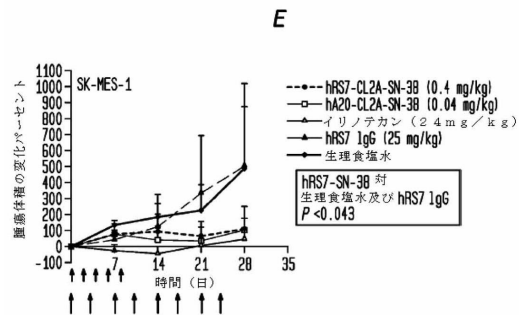 E
SK-MES-1
腫瘍体積の変化パーセント
1100
1000
900
800
700
600
500
400
300
200
100
0
-100
7
14
21
28
35
時間(日)
hRS7-CL2A-SN-38 (0.4 mg/kg)
hA20-CL2A-SN-38 (0.04 mg/kg)
イリノテカン(24mg/kg)
hRS7 IgG (25 mg/kg)
生理食塩水
hRS7-SN-38 対
生理食塩水及び hRS7 IgG
P <0.043